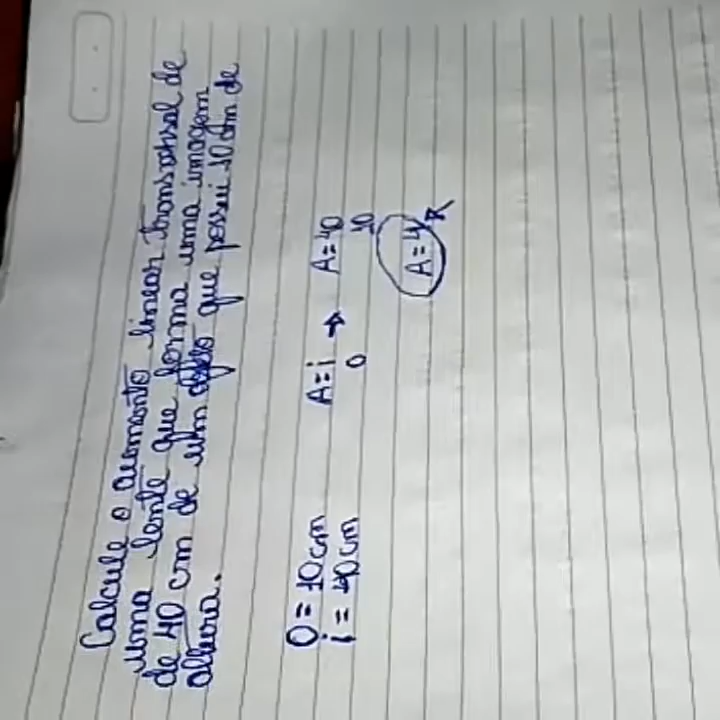 Calcule o aumento linear transversal de
uma lente que forma uma imagem
de 40 cm de um objeto que possui 10 cm de
altura.
O = 10 cm A = i → A = 40
i = 40 cm O 10
A = 4 R